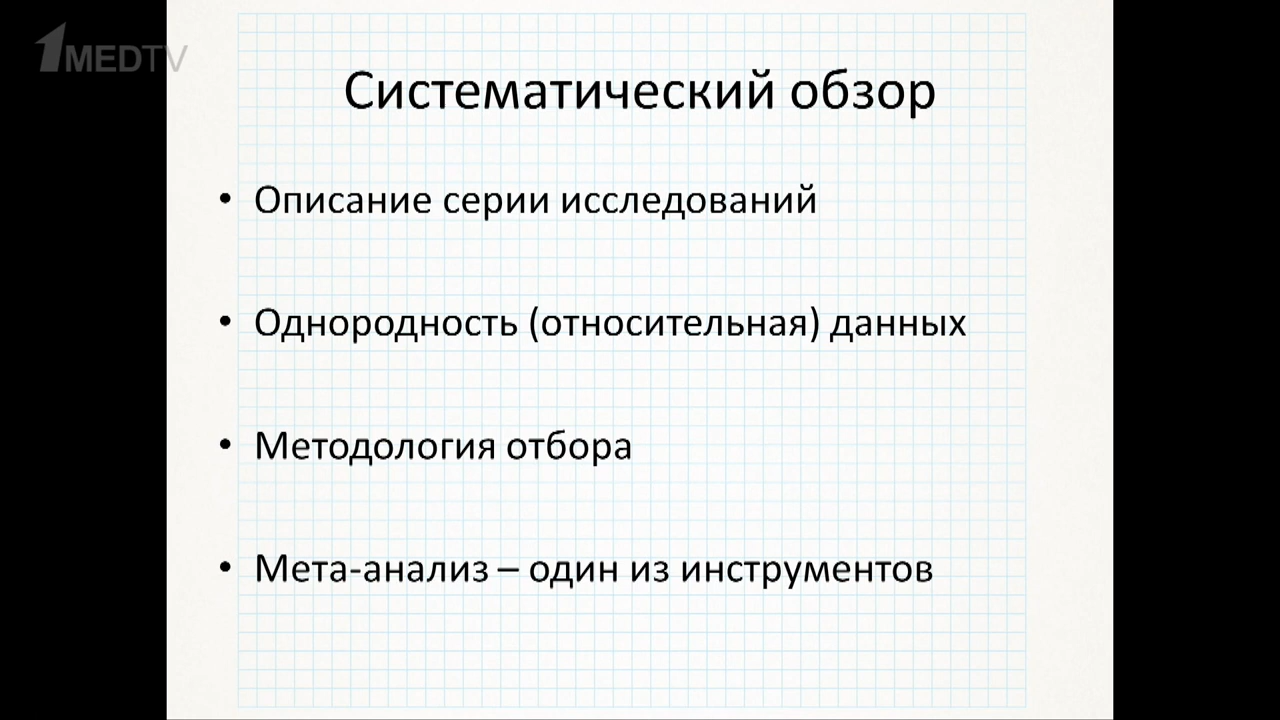 1MEDTV
Систематический обзор
• Описание серии исследований
• Однородность (относительная) данных
• Методология отбора
• Мета-анализ – один из инструментов